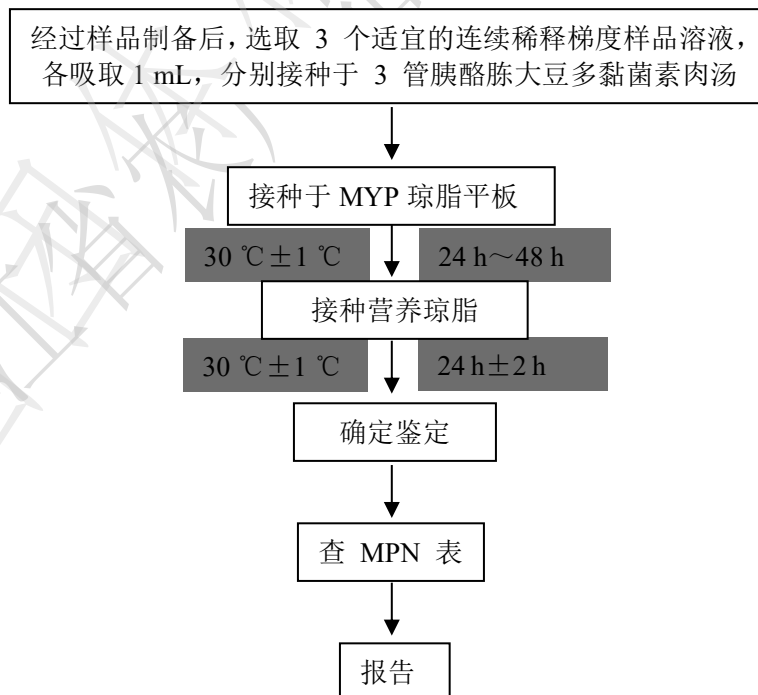 经过样品制备后，选取 3 个适宜的连续稀释梯度样品溶液，
各吸取 1 mL，分别接种于 3 管胰酪胨大豆多黏菌素肉汤
接种于 MYP 琼脂平板
30 ℃±1 ℃ 24 h～48 h
接种营养琼脂
30 ℃±1 ℃ 24 h±2 h
确定鉴定
查 MPN 表
报告